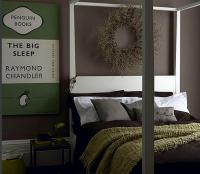 PENGUIN
BOOKS
THE BIG
SLEEP
RAYMOND
CHANDLER